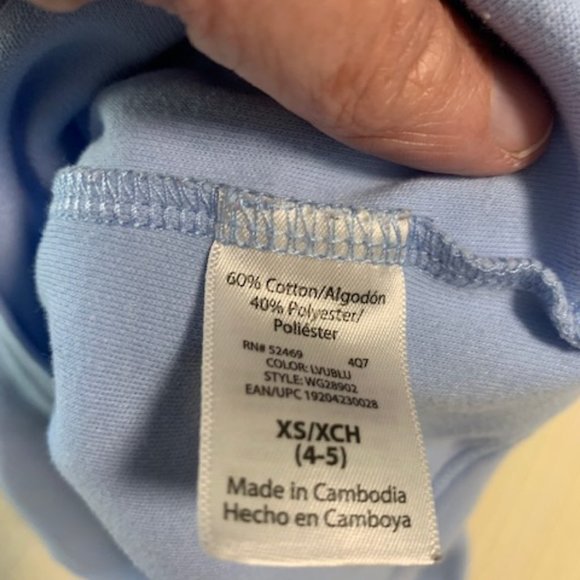 60% Cotton/Algodón
40% Polyester/
Poliéster
RN# 52469 4Q7
COLOR: LVUBLU
STYLE: WG28902
EAN/UPC 19204230028
XS/XCH
(4-5)
Made in Cambodia
Hecho en Camboya